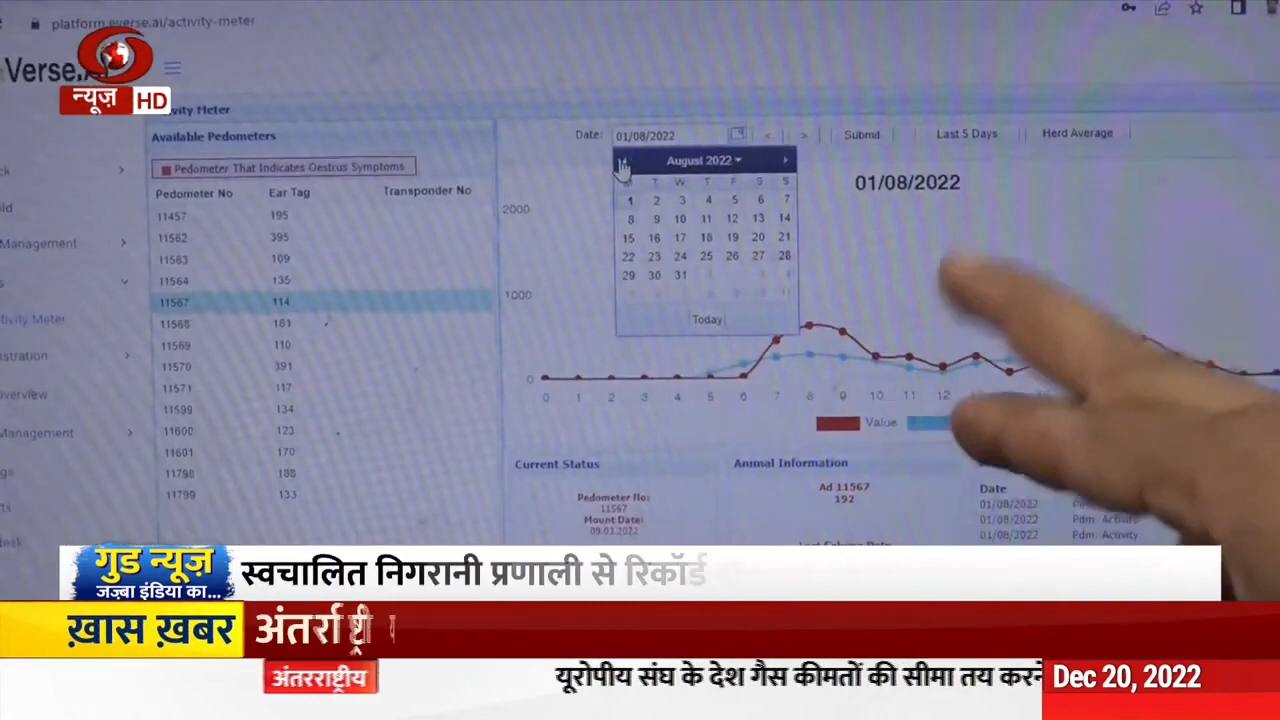 platform.everse.ai/activity-meter
Verse.AI
न्यूज़ HD
Activity Meter
Available Pedometers
Pedometer That Indicates Oestrus Symptoms
Pedometer No Ear Tag Transponder No
11457 195
11562 395
11563 109
11564 135
11567 114
11568 181
11569 110
11570 391
11571 117
11599 134
11600 123
11601 170
11798 188
11799 133
Management
Activity Meter
Overview
Management
Date: 01/08/2022 < > Submit Last 5 Days Herd Average
August 2022
M T W T F S S
1 2 3 4 5 6 7
8 9 10 11 12 13 14
15 16 17 18 19 20 21
22 23 24 25 26 27 28
29 30 31
Today
01/08/2022
2000
1000
0
0 1 2 3 4 5 6 7 8 9 10 11 12
Value
Current Status
Pedometer No:
11567
Mount Date:
09.03.2022
Animal Information
Ad 11567
192
Date
01/08/2022
01/08/2022 Pdm. Activity
01/08/2022 Pdm. Activity
गुड न्यूज़
जज़्बा इंडिया का...
स्वचालित निगरानी प्रणाली से रिकॉर्ड
ख़ास ख़बर
अंतर्राष्ट्री
अंतरराष्ट्रीय
यूरोपीय संघ के देश गैस कीमतों की सीमा तय करने
Dec 20, 2022